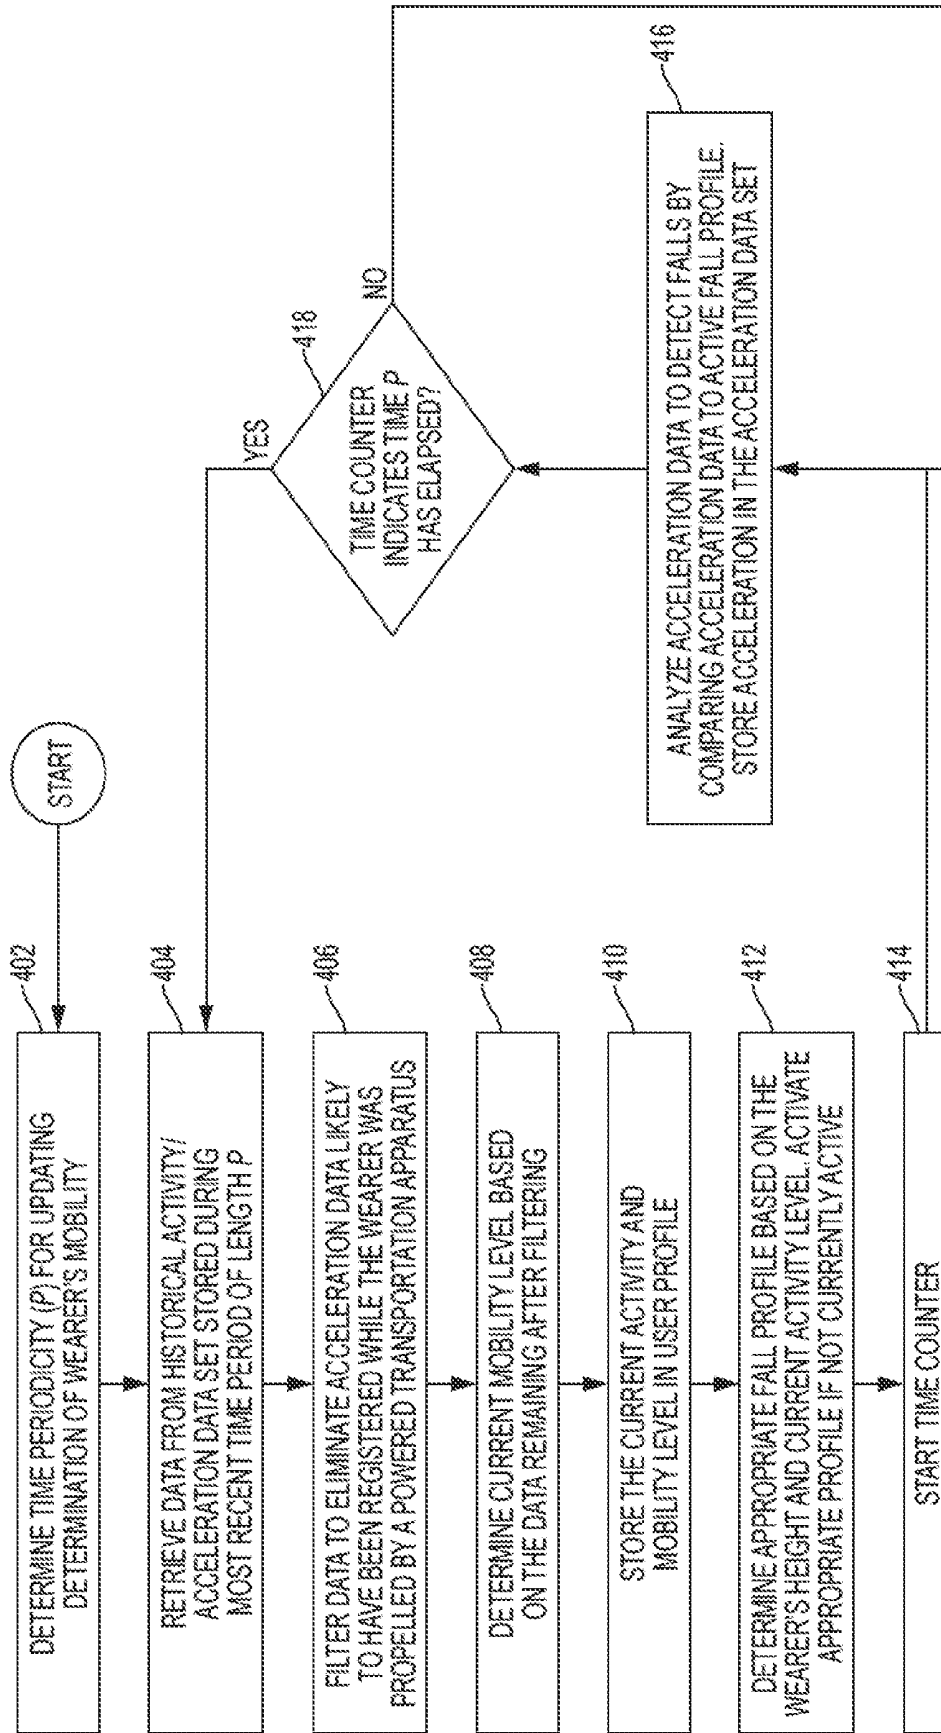 START
402
DETERMINE TIME PERIODICITY (P) FOR UPDATING
DETERMINATION OF WEARER'S MOBILITY
404
RETRIEVE DATA FROM HISTORICAL ACTIVITY/
ACCELERATION DATA SET STORED DURING
MOST RECENT TIME PERIOD OF LENGTH P
406
FILTER DATA TO ELIMINATE ACCELERATION DATA LIKELY
TO HAVE BEEN REGISTERED WHILE THE WEARER WAS
PROPELLED BY A POWERED TRANSPORTATION APPARATUS
408
DETERMINE CURRENT MOBILITY LEVEL BASED
ON THE DATA REMAINING AFTER FILTERING
410
STORE THE CURRENT ACTIVITY AND
MOBILITY LEVEL IN USER PROFILE
412
DETERMINE APPROPRIATE FALL PROFILE BASED ON THE
WEARER'S HEIGHT AND CURRENT ACTIVITY LEVEL. ACTIVATE
APPROPRIATE PROFILE IF NOT CURRENTLY ACTIVE
414
START TIME COUNTER
416
ANALYZE ACCELERATION DATA TO DETECT FALLS BY
COMPARING ACCELERATION DATA TO ACTIVE FALL PROFILE.
STORE ACCELERATION IN THE ACCELERATION DATA SET
418
TIME COUNTER
INDICATES TIME P
HAS ELAPSED?
YES
NO